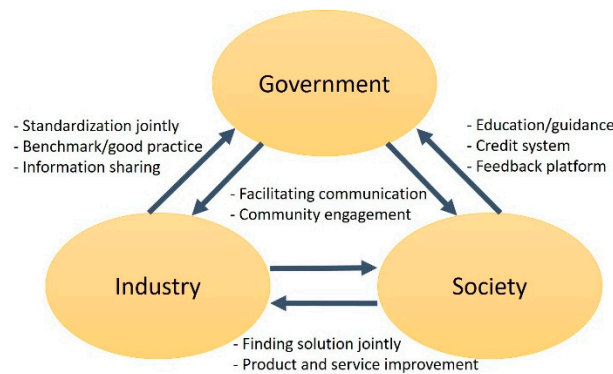 Government
- Standardization jointly
- Benchmark/good practice
- Information sharing
- Education/guidance
- Credit system
- Feedback platform
- Facilitating communication
- Community engagement
Industry
Society
- Finding solution jointly
- Product and service improvement